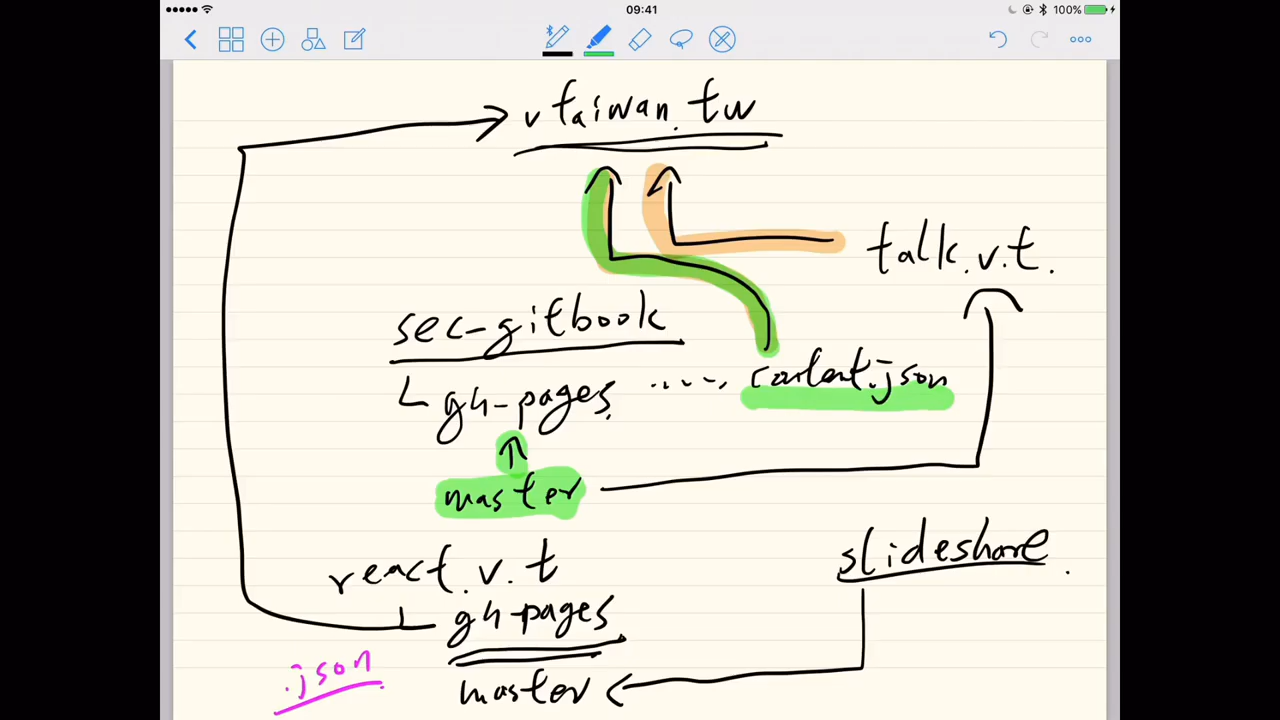 09:41
100%
vtaiwan.tw
talk.v.t.
sec-gitbook
gh-pages ...... content.json
master
slideshare.
react.v.t
gh-pages
.json
master